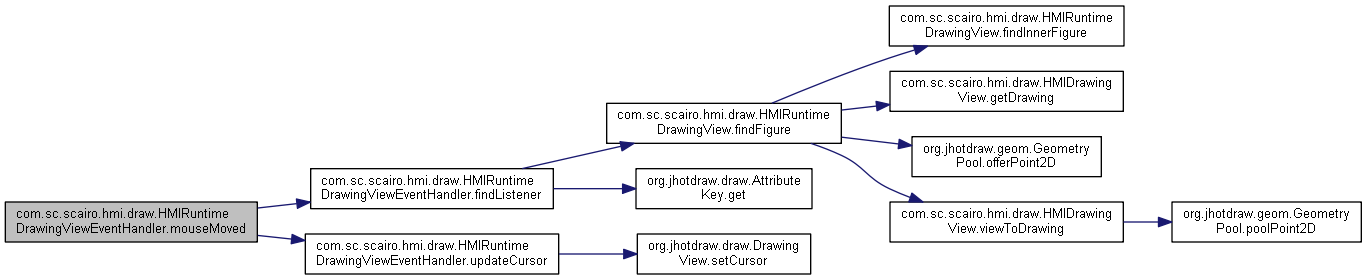 com.sc.scairo.hmi.draw.HMIRuntime
DrawingViewEventHandler.mouseMoved
com.sc.scairo.hmi.draw.HMIRuntime
DrawingViewEventHandler.findListener
com.sc.scairo.hmi.draw.HMIRuntime
DrawingView.findFigure
com.sc.scairo.hmi.draw.HMIRuntime
DrawingView.findInnerFigure
com.sc.scairo.hmi.draw.HMIDrawing
View.getDrawing
org.jhotdraw.geom.Geometry
Pool.offerPoint2D
com.sc.scairo.hmi.draw.HMIDrawing
View.viewToDrawing
org.jhotdraw.geom.Geometry
Pool.poolPoint2D
org.jhotdraw.draw.Attribute
Key.get
com.sc.scairo.hmi.draw.HMIRuntime
DrawingViewEventHandler.updateCursor
org.jhotdraw.draw.Drawing
View.setCursor